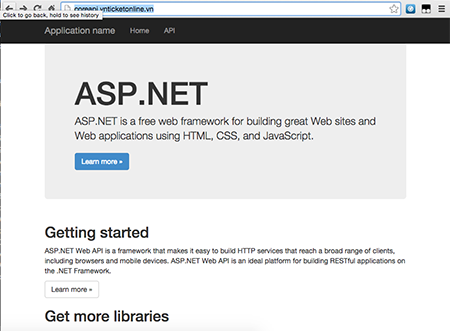 coreapi.vnticketonline.vn
Click to go back, hold to see history
Application name Home API
ASP.NET
ASP.NET is a free web framework for building great Web sites and
Web applications using HTML, CSS, and JavaScript.
Learn more »
Getting started
ASP.NET Web API is a framework that makes it easy to build HTTP services that reach a broad range of clients,
including browsers and mobile devices. ASP.NET Web API is an ideal platform for building RESTful applications on
the .NET Framework.
Learn more »
Get more libraries